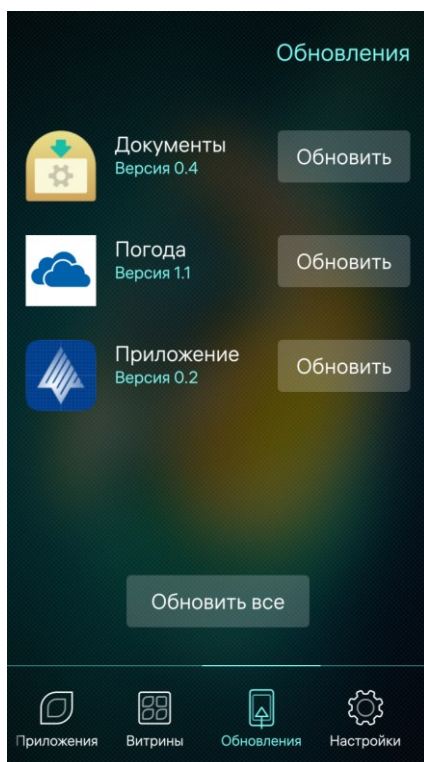 Обновления
Документы
Версия 0.4
Обновить
Погода
Версия 1.1
Обновить
Приложение
Версия 0.2
Обновить
Обновить все
Приложения
Витрины
Обновления
Настройки